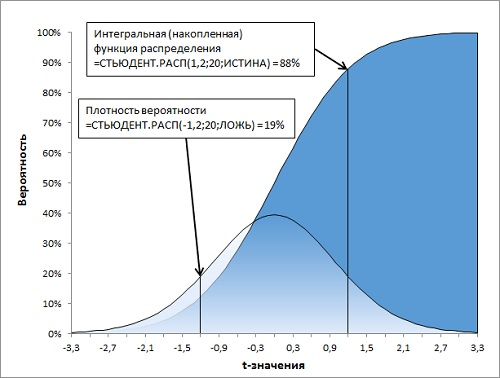 Интегральная (накопленная)
функция распределения
=СТЬЮДЕНТ.РАСП(1,2;20;ИСТИНА) = 88%
Плотность вероятности
=СТЬЮДЕНТ.РАСП(-1,2;20;ЛОЖЬ) = 19%
Вероятность
100%
90%
80%
70%
60%
50%
40%
30%
20%
10%
0%
-3,3 -2,7 -2,1 -1,5 -0,9 -0,3 0,3 0,9 1,5 2,1 2,7 3,3
t-значения